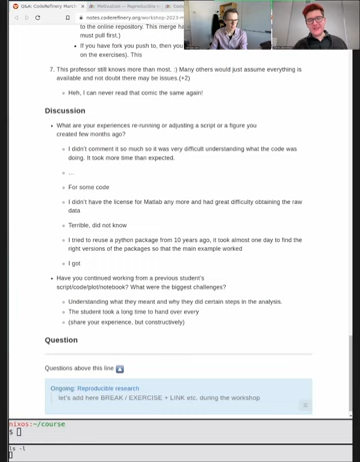 Q&A: CodeRefinery March
Motivation — Reproducible r
notes.coderefinery.org/workshop-2023-m
to the online repository. This merge ha
must pull first.)
If you have fork you push to, then you
on the exercises). This
7. This professor still knows more than most. :) Many others would just assume everything is
available and not doubt there may be issues.(+2)
Heh, I can never read that comic the same again!
Discussion
What are your experiences re-running or adjusting a script or a figure you
created few months ago?
I didn't comment it so much so it was very difficult understanding what the code was
doing. It took more time than expected.
...
For some code
I didn't have the license for Matlab any more and had great difficulty obtaining the raw
data
Terrible, did not know
I tried to reuse a python package from 10 years ago, it took almost one day to find the
right versions of the packages so that the main example worked
I got
Have you continued working from a previous student's
script/code/plot/notebook? What were the biggest challenges?
Understanding what they meant and why they did certain steps in the analysis.
The student took a long time to hand over every
(share your experience, but constructively)
Question
Questions above this line
Ongoing: Reproducible research
let's add here BREAK / EXERCISE + LINK etc. during the workshop
nixos:~/course
$
ls -l